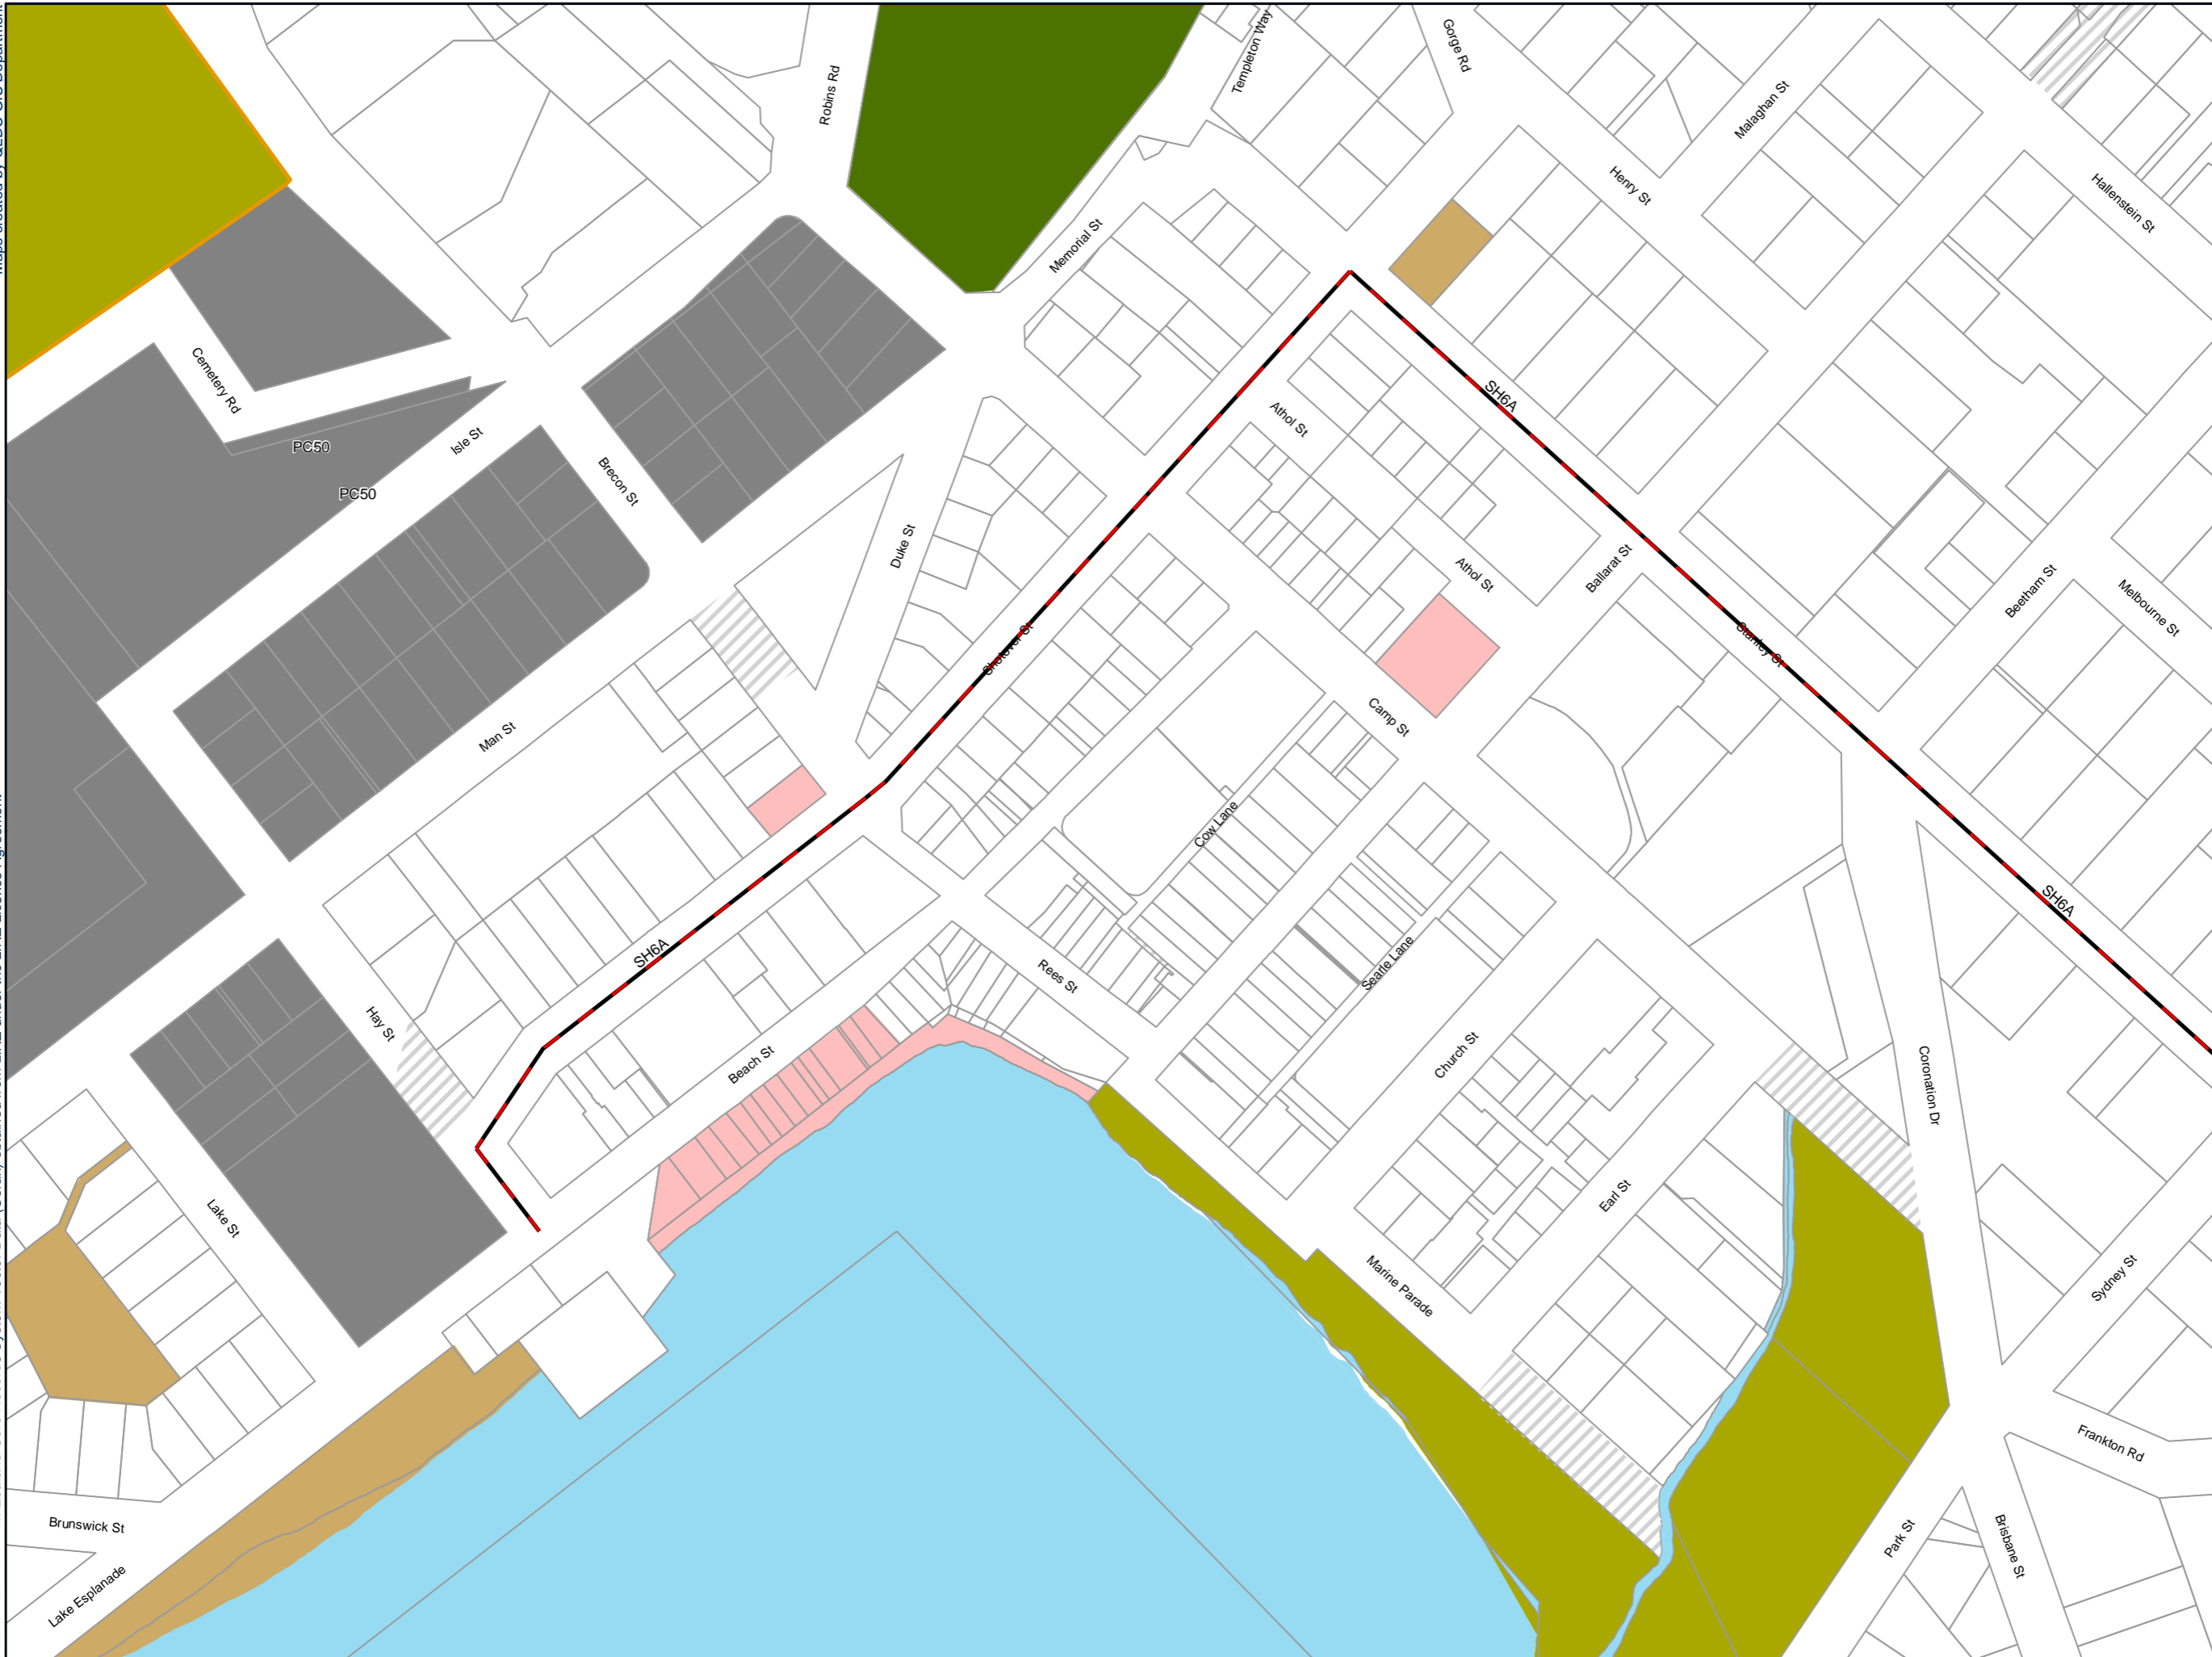 Robins Rd
Templeton Way
Gorge Rd
Malaghan St
Henry St
Hallenstein St
Memorial St
Cemetery Rd
PC50
PC50
Isle St
Brecon St
Duke St
Athol St
SH6A
Athol St
Ballarat St
Beetham St
Melbourne St
Stanley St
Shotover St
Man St
Camp St
Cow Lane
SH6A
SH6A
Hay St
Rees St
Searle Lane
Beach St
Church St
Coronation Dr
Lake St
Earl St
Marine Parade
Sydney St
Frankton Rd
Brunswick St
Lake Esplanade
Park St
Brisbane St